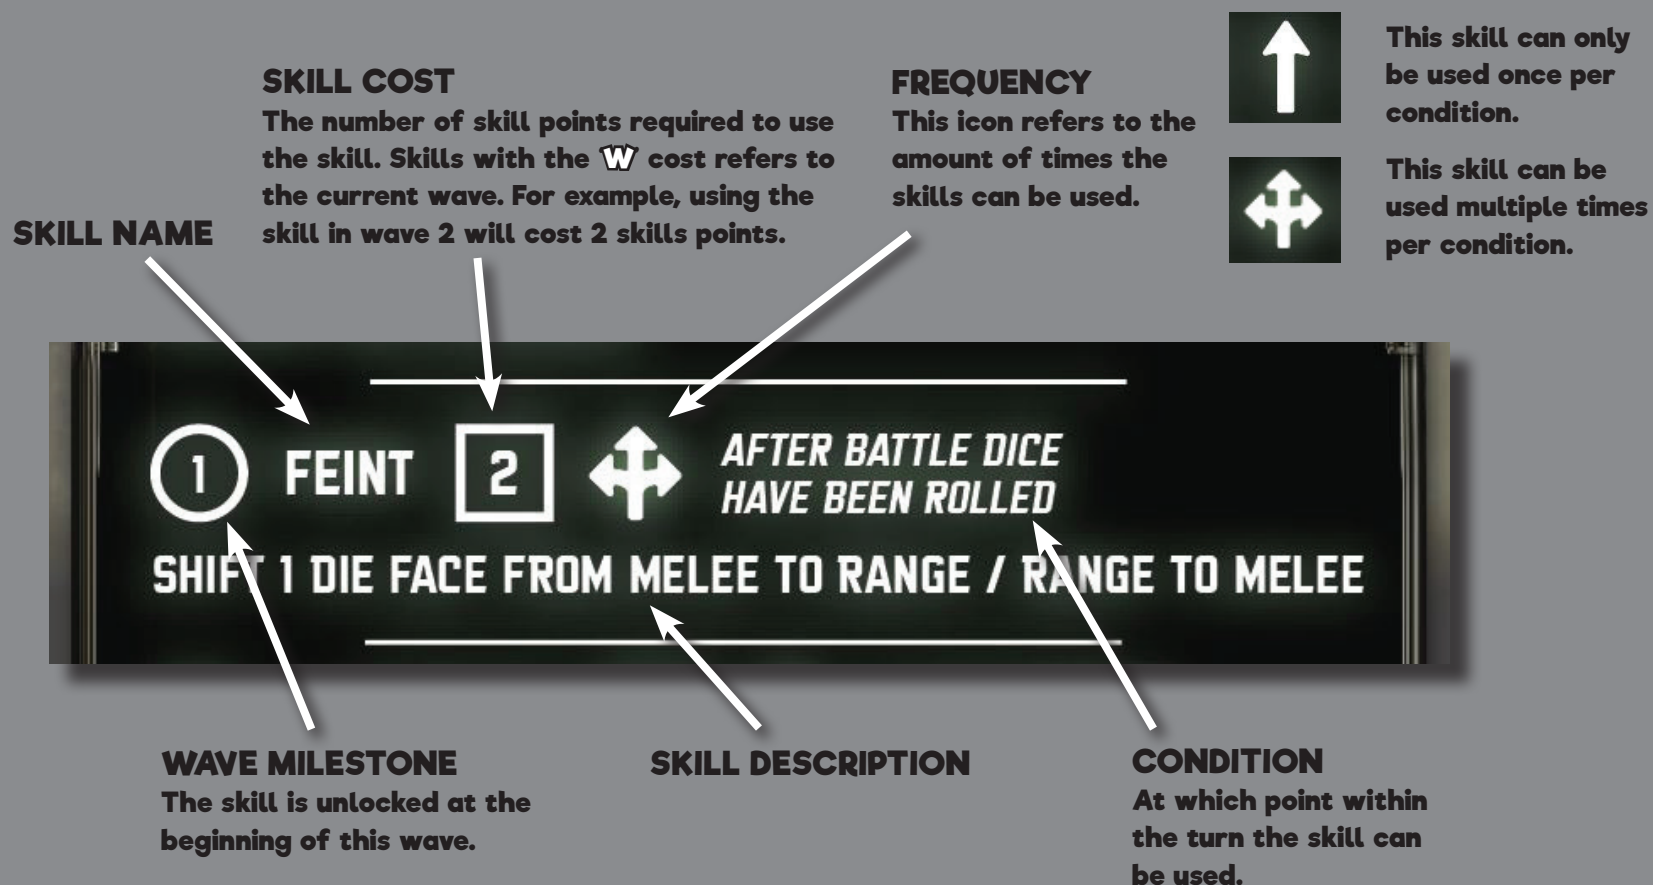 SKILL NAME
SKILL COST
The number of skill points required to use
the skill. Skills with the W cost refers to
the current wave. For example, using the
skill in wave 2 will cost 2 skills points.
FREQUENCY
This icon refers to the
amount of times the
skills can be used.
This skill can only
be used once per
condition.
This skill can be
used multiple times
per condition.
1 FEINT 2 AFTER BATTLE DICE
HAVE BEEN ROLLED
SHIFT 1 DIE FACE FROM MELEE TO RANGE / RANGE TO MELEE
WAVE MILESTONE
The skill is unlocked at the
beginning of this wave.
SKILL DESCRIPTION
CONDITION
At which point within
the turn the skill can
be used.